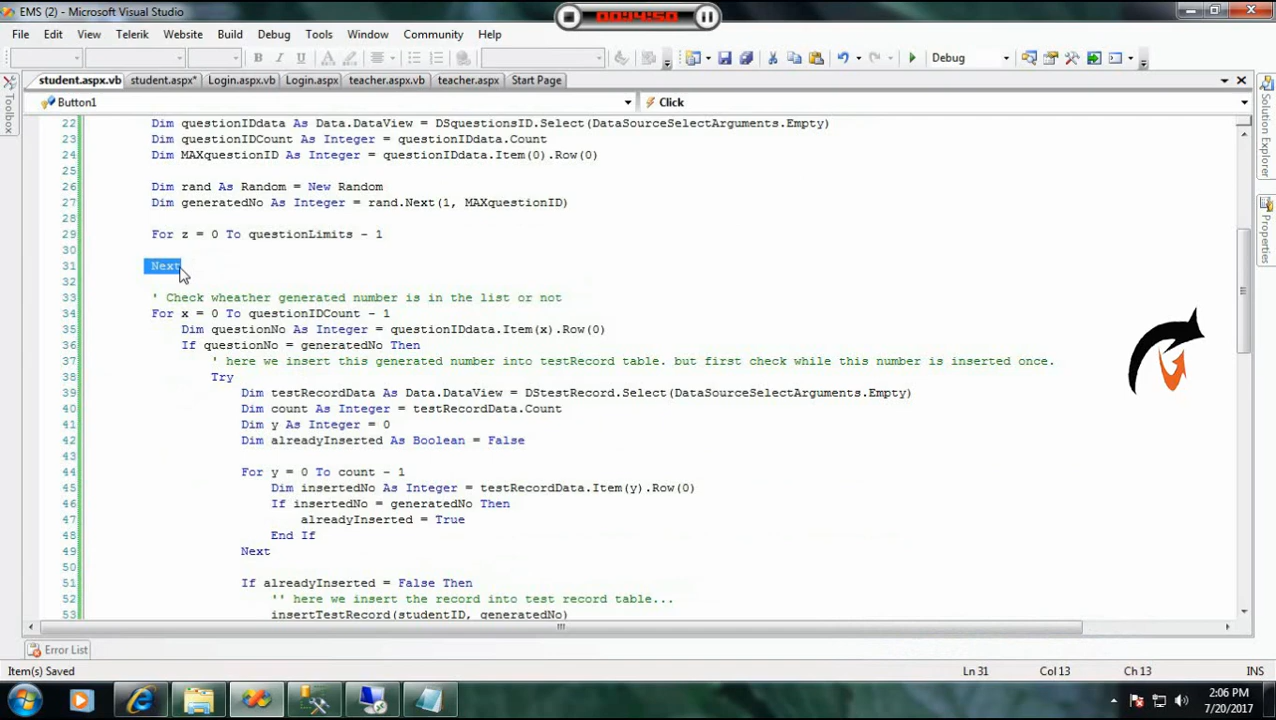 EMS (2) - Microsoft Visual Studio
00:14:50
File Edit View Telerik Website Build Debug Tools Window Community Help
Debug
student.aspx.vb student.aspx* Login.aspx.vb Login.aspx teacher.aspx.vb teacher.aspx Start Page
Button1 Click
Toolbox
Solution Explorer
Properties
22 Dim questionIDdata As Data.DataView = DSquestionsID.Select(DataSourceSelectArguments.Empty)
23 Dim questionIDCount As Integer = questionIDdata.Count
24 Dim MAXquestionID As Integer = questionIDdata.Item(0).Row(0)
25
26 Dim rand As Random = New Random
27 Dim generatedNo As Integer = rand.Next(1, MAXquestionID)
28
29 For z = 0 To questionLimits - 1
30
31 Next
32
33 ' Check wheather generated number is in the list or not
34 For x = 0 To questionIDCount - 1
35 Dim questionNo As Integer = questionIDdata.Item(x).Row(0)
36 If questionNo = generatedNo Then
37 ' here we insert this generated number into testRecord table. but first check while this number is inserted once.
38 Try
39 Dim testRecordData As Data.DataView = DStestRecord.Select(DataSourceSelectArguments.Empty)
40 Dim count As Integer = testRecordData.Count
41 Dim y As Integer = 0
42 Dim alreadyInserted As Boolean = False
43
44 For y = 0 To count - 1
45 Dim insertedNo As Integer = testRecordData.Item(y).Row(0)
46 If insertedNo = generatedNo Then
47 alreadyInserted = True
48 End If
49 Next
50
51 If alreadyInserted = False Then
52 '' here we insert the record into test record table...
53 insertTestRecord(studentID, generatedNo)
Error List
Item(s) Saved Ln 31 Col 13 Ch 13 INS
2:06 PM
7/20/2017